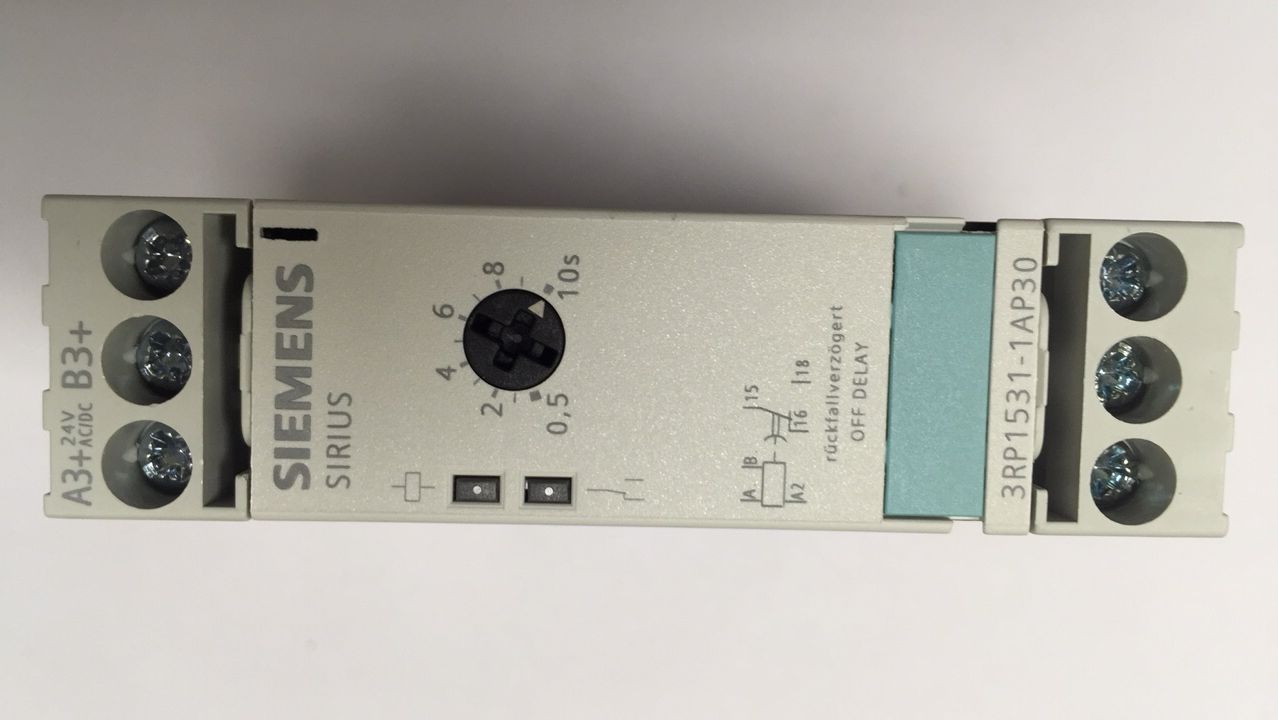 A3+ 24V AC/DC B3+
SIEMENS
SIRIUS
0,5 2 4 6 8 10s
A B 15
A2 16 18
rückfallverzögert
OFF DELAY
3RP1531-1AP30